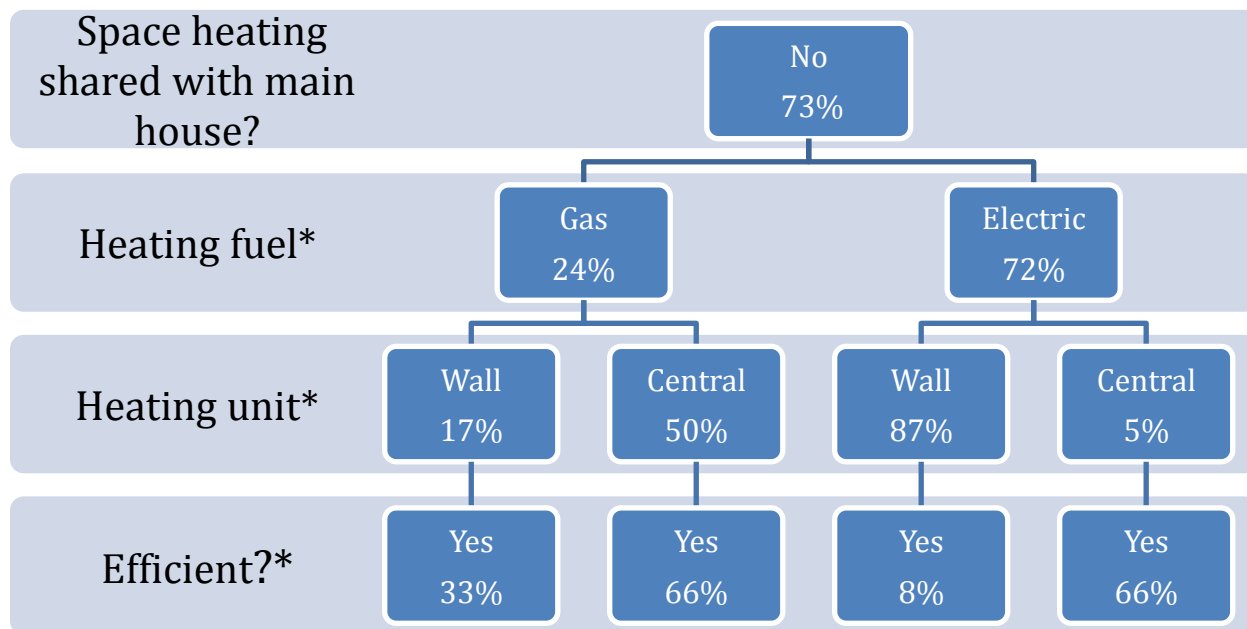 Space heating
shared with main
house?
No
73%
Heating fuel*
Gas
24%
Electric
72%
Heating unit*
Wall
17%
Central
50%
Wall
87%
Central
5%
Efficient?*
Yes
33%
Yes
66%
Yes
8%
Yes
66%